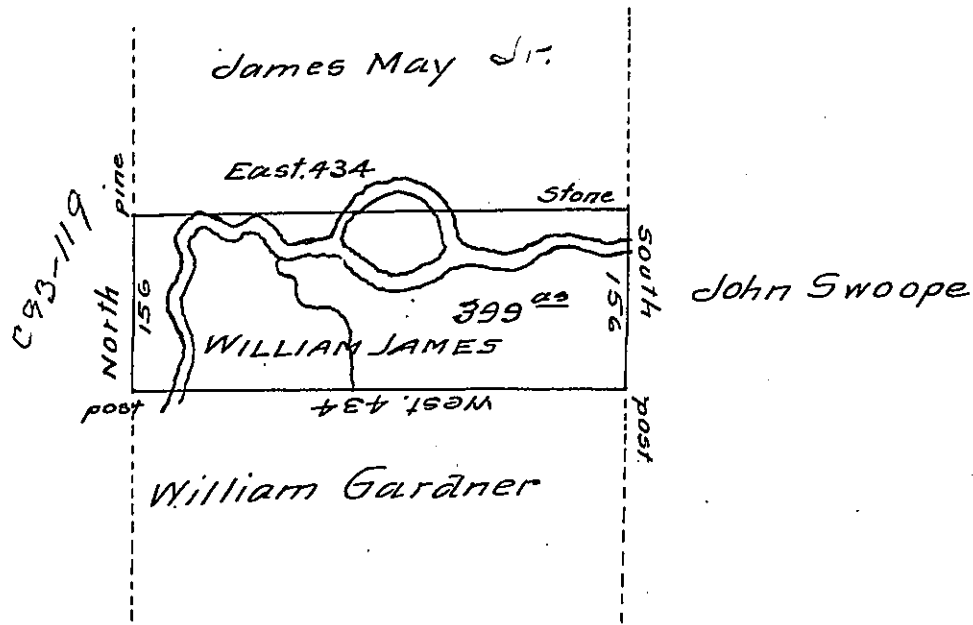 James May Jr.
East. 434
pine
Stone
C93-119
North
156
South
156
John Swoope
399 as
WILLIAM JAMES
post
West. 434
post.
William Gardner